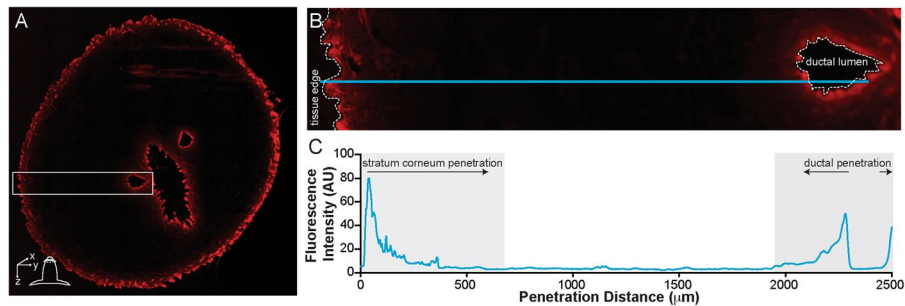 A
x
y
z
B
tissue edge
ductal lumen
C
Fluorescence
Intensity (AU)
100
80
60
40
20
0
stratum corneum penetration
ductal penetration
0
500
1000
1500
2000
2500
Penetration Distance (μm)